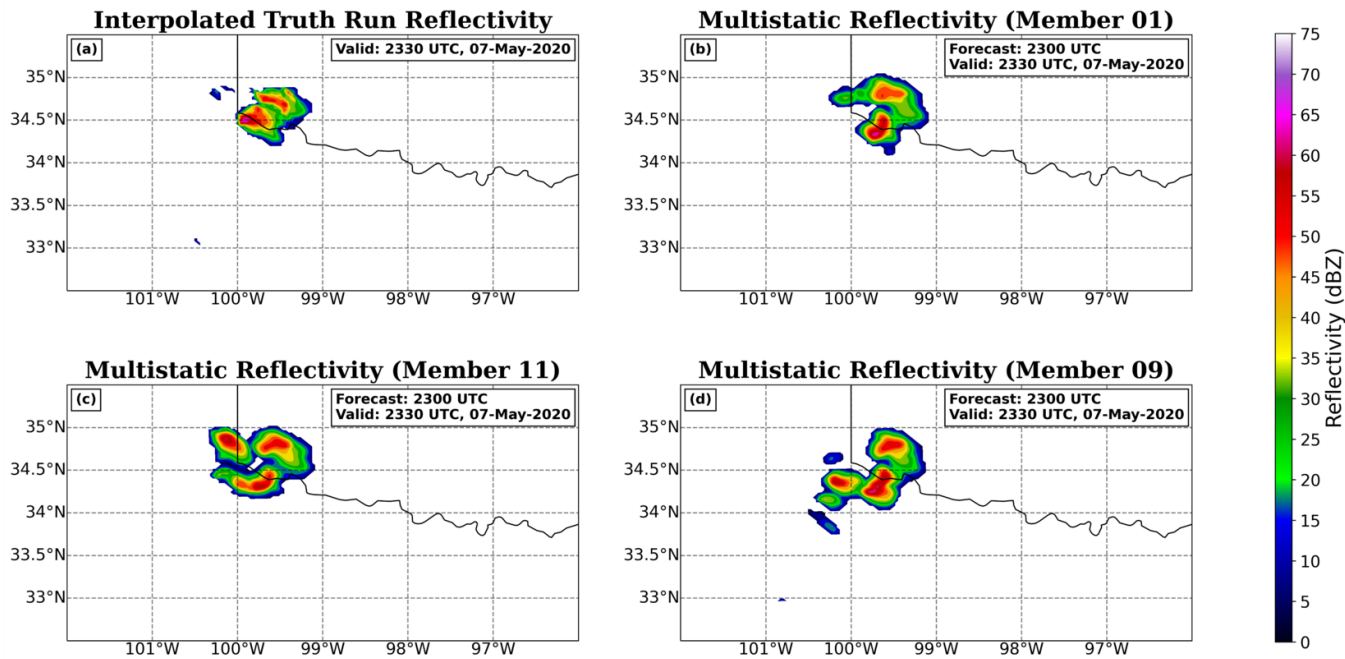 Interpolated Truth Run Reflectivity
(a)
Valid: 2330 UTC, 07-May-2020
35°N
34.5°N
34°N
33.5°N
33°N
101°W
100°W
99°W
98°W
97°W
Multistatic Reflectivity (Member 01)
(b)
Forecast: 2300 UTC
Valid: 2330 UTC, 07-May-2020
35°N
34.5°N
34°N
33.5°N
33°N
101°W
100°W
99°W
98°W
97°W
Multistatic Reflectivity (Member 11)
(c)
Forecast: 2300 UTC
Valid: 2330 UTC, 07-May-2020
35°N
34.5°N
34°N
33.5°N
33°N
101°W
100°W
99°W
98°W
97°W
Multistatic Reflectivity (Member 09)
(d)
Forecast: 2300 UTC
Valid: 2330 UTC, 07-May-2020
35°N
34.5°N
34°N
33.5°N
33°N
101°W
100°W
99°W
98°W
97°W
75
70
65
60
55
50
45
40
35
30
25
20
15
10
5
0
Reflectivity (dBZ)